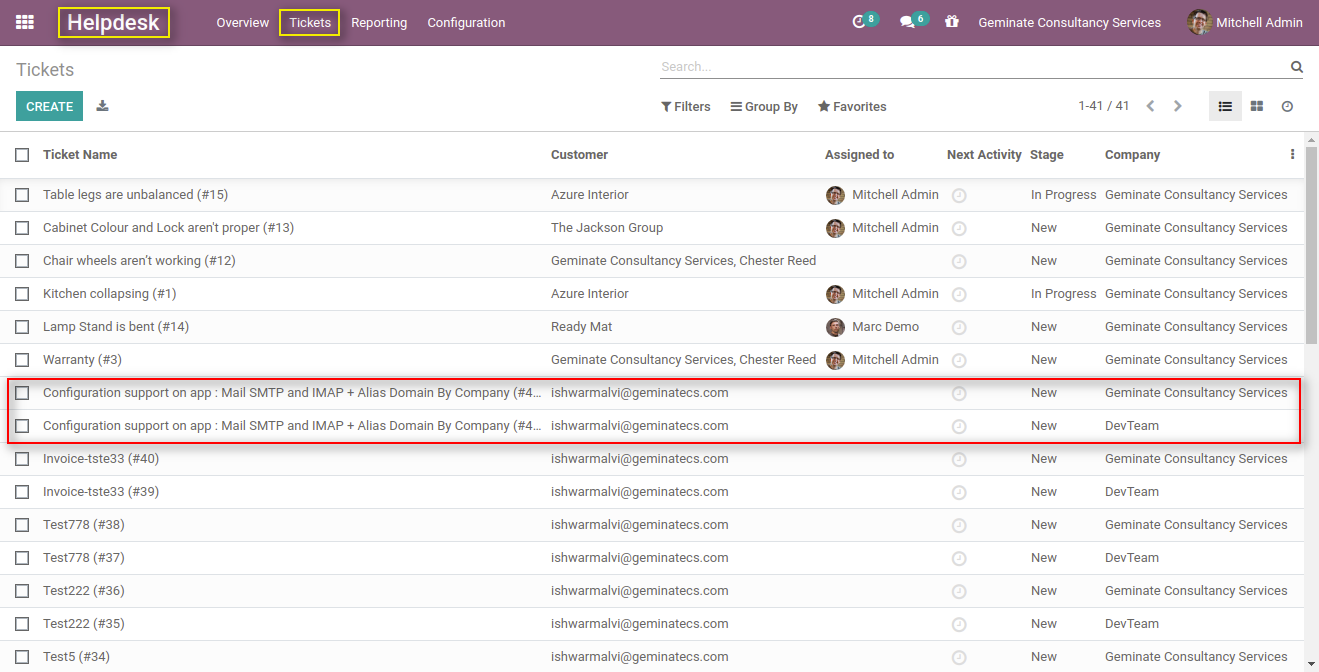 Helpdesk Overview Tickets Reporting Configuration 8 6 Geminate Consultancy Services Mitchell Admin
Tickets Search...
CREATE Filters Group By Favorites 1-41 / 41
Ticket Name Customer Assigned to Next Activity Stage Company
Table legs are unbalanced (#15) Azure Interior Mitchell Admin In Progress Geminate Consultancy Services
Cabinet Colour and Lock aren't proper (#13) The Jackson Group Mitchell Admin New Geminate Consultancy Services
Chair wheels aren't working (#12) Geminate Consultancy Services, Chester Reed New Geminate Consultancy Services
Kitchen collapsing (#1) Azure Interior Mitchell Admin In Progress Geminate Consultancy Services
Lamp Stand is bent (#14) Ready Mat Marc Demo New Geminate Consultancy Services
Warranty (#3) Geminate Consultancy Services, Chester Reed Mitchell Admin New Geminate Consultancy Services
Configuration support on app : Mail SMTP and IMAP + Alias Domain By Company (#4... ishwarmalvi@geminatecs.com New Geminate Consultancy Services
Configuration support on app : Mail SMTP and IMAP + Alias Domain By Company (#4... ishwarmalvi@geminatecs.com New DevTeam
Invoice-tste33 (#40) ishwarmalvi@geminatecs.com New Geminate Consultancy Services
Invoice-tste33 (#39) ishwarmalvi@geminatecs.com New DevTeam
Test778 (#38) ishwarmalvi@geminatecs.com New Geminate Consultancy Services
Test778 (#37) ishwarmalvi@geminatecs.com New DevTeam
Test222 (#36) ishwarmalvi@geminatecs.com New Geminate Consultancy Services
Test222 (#35) ishwarmalvi@geminatecs.com New DevTeam
Test5 (#34) ishwarmalvi@geminatecs.com New Geminate Consultancy Services